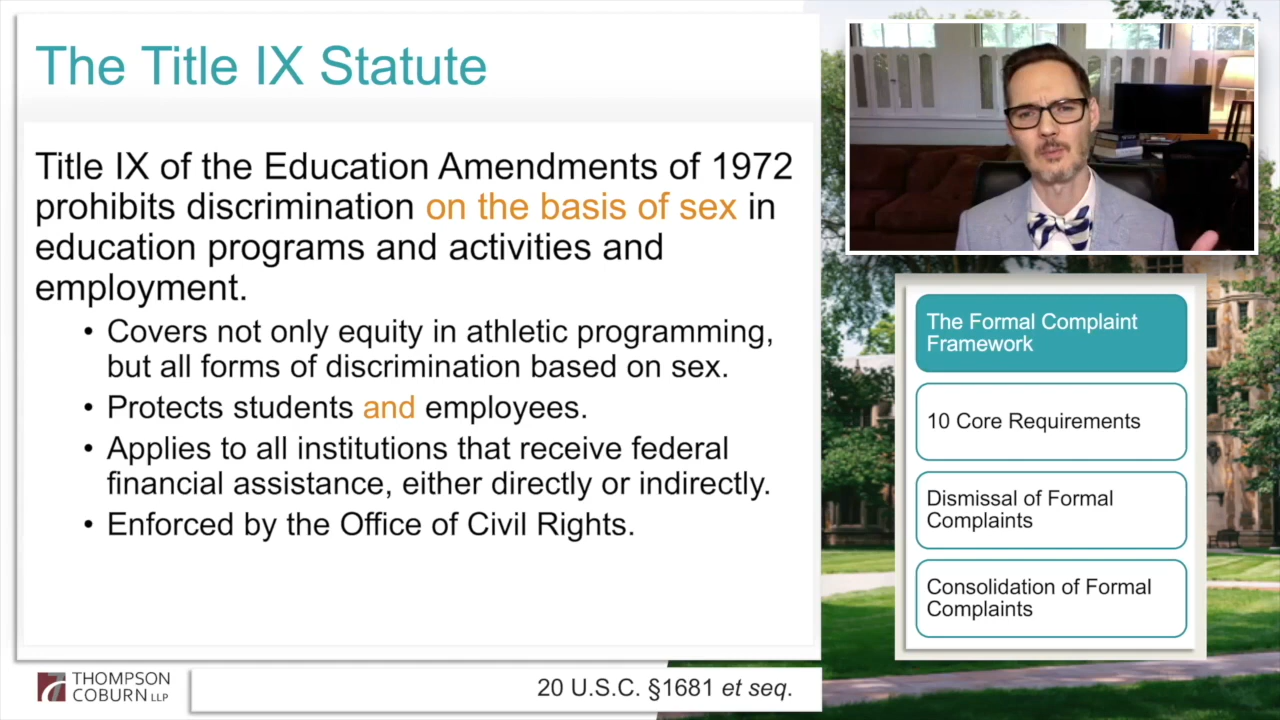 The Title IX Statute
Title IX of the Education Amendments of 1972
prohibits discrimination on the basis of sex in
education programs and activities and
employment.
• Covers not only equity in athletic programming,
but all forms of discrimination based on sex.
• Protects students and employees.
• Applies to all institutions that receive federal
financial assistance, either directly or indirectly.
• Enforced by the Office of Civil Rights.
The Formal Complaint
Framework
10 Core Requirements
Dismissal of Formal
Complaints
Consolidation of Formal
Complaints
THOMPSON
COBURN LLP
20 U.S.C. §1681 et seq.